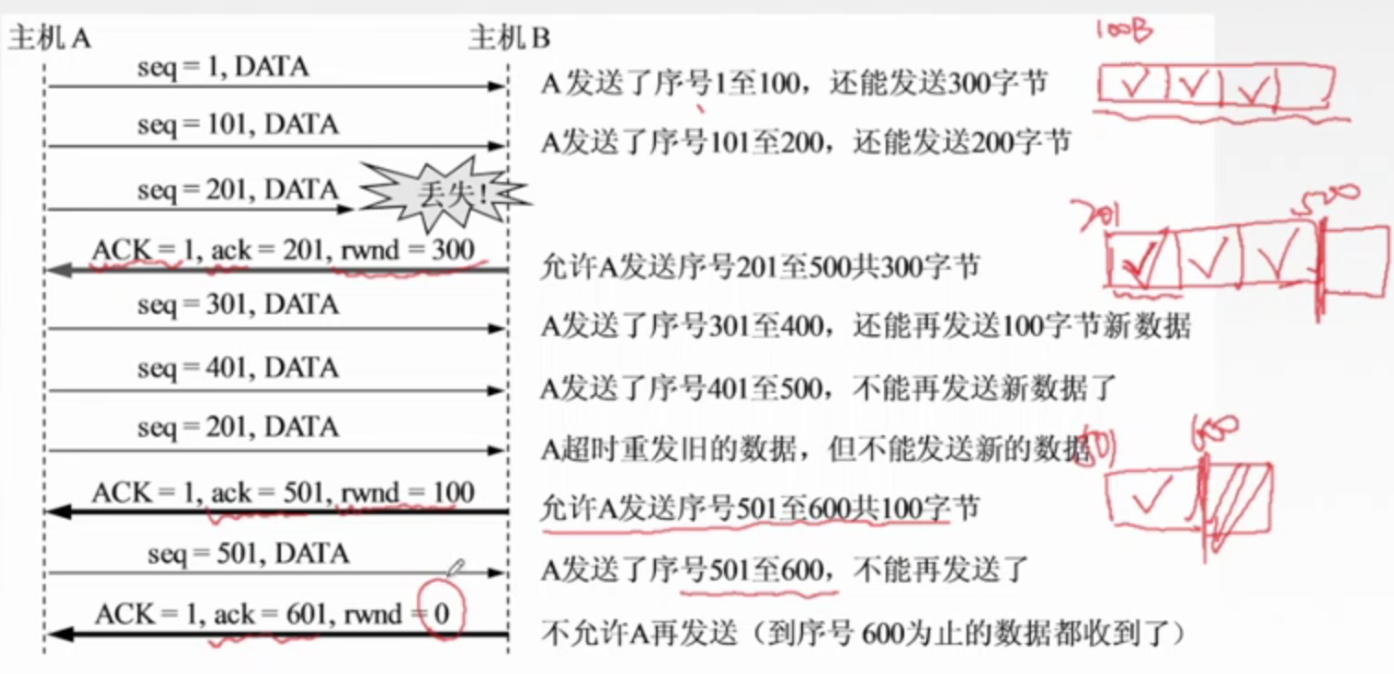 主机A 主机B
100B
seq = 1, DATA
A发送了序号1至100，还能发送300字节
seq = 101, DATA
A发送了序号101至200，还能发送200字节
seq = 201, DATA
丢失!
201 500
ACK = 1, ack = 201, rwnd = 300
允许A发送序号201至500共300字节
seq = 301, DATA
A发送了序号301至400，还能再发送100字节新数据
seq = 401, DATA
A发送了序号401至500，不能再发送新数据了
seq = 201, DATA
A超时重发旧的数据，但不能发送新的数据
501 600
ACK = 1, ack = 501, rwnd = 100
允许A发送序号501至600共100字节
seq = 501, DATA
A发送了序号501至600，不能再发送了
ACK = 1, ack = 601, rwnd = 0
不允许A再发送（到序号600为止的数据都收到了）